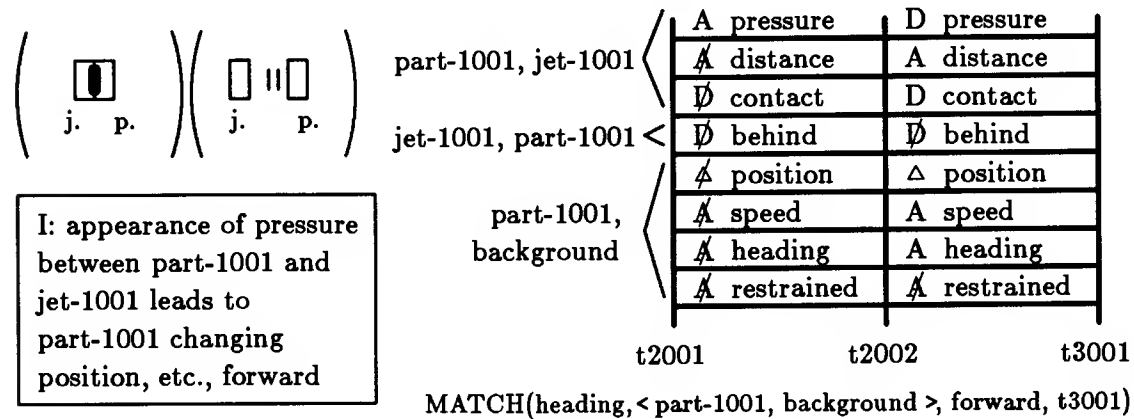 j. p.
j. p.
I: appearance of pressure
between part-1001 and
jet-1001 leads to
part-1001 changing
position, etc., forward
part-1001, jet-1001
jet-1001, part-1001
part-1001,
background
A pressure D pressure
A̸ distance A distance
D̸ contact D contact
D̸ behind D̸ behind
△̸ position △ position
A̸ speed A speed
A̸ heading A heading
A̸ restrained A̸ restrained
t2001 t2002 t3001
MATCH(heading,< part-1001, background >, forward, t3001)